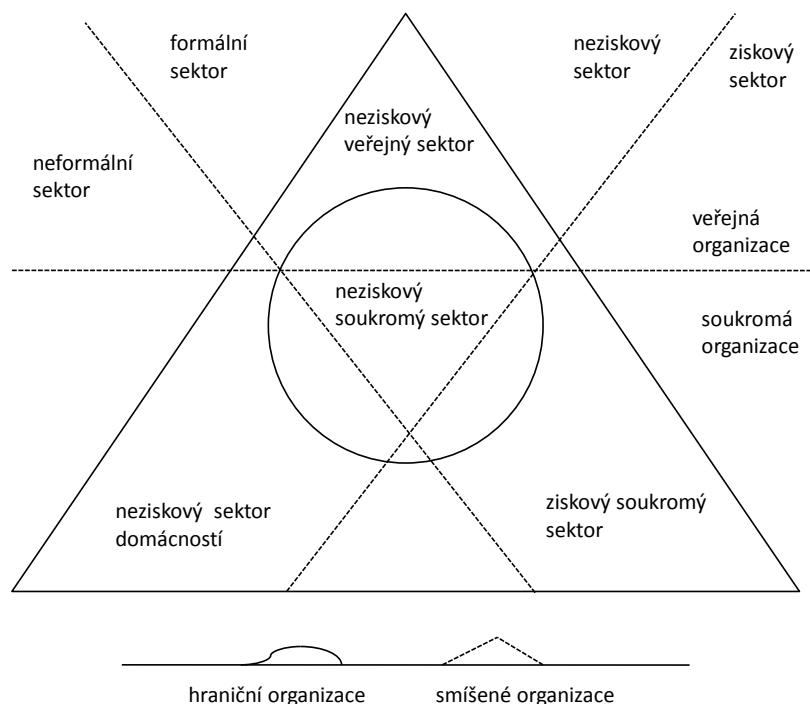 formální
sektor
neziskový
sektor
ziskový
sektor
neziskový
veřejný sektor
neformální
sektor
veřejná
organizace
neziskový
soukromý sektor
soukromá
organizace
neziskový sektor
domácností
ziskový soukromý
sektor
hraniční organizace
smíšené organizace